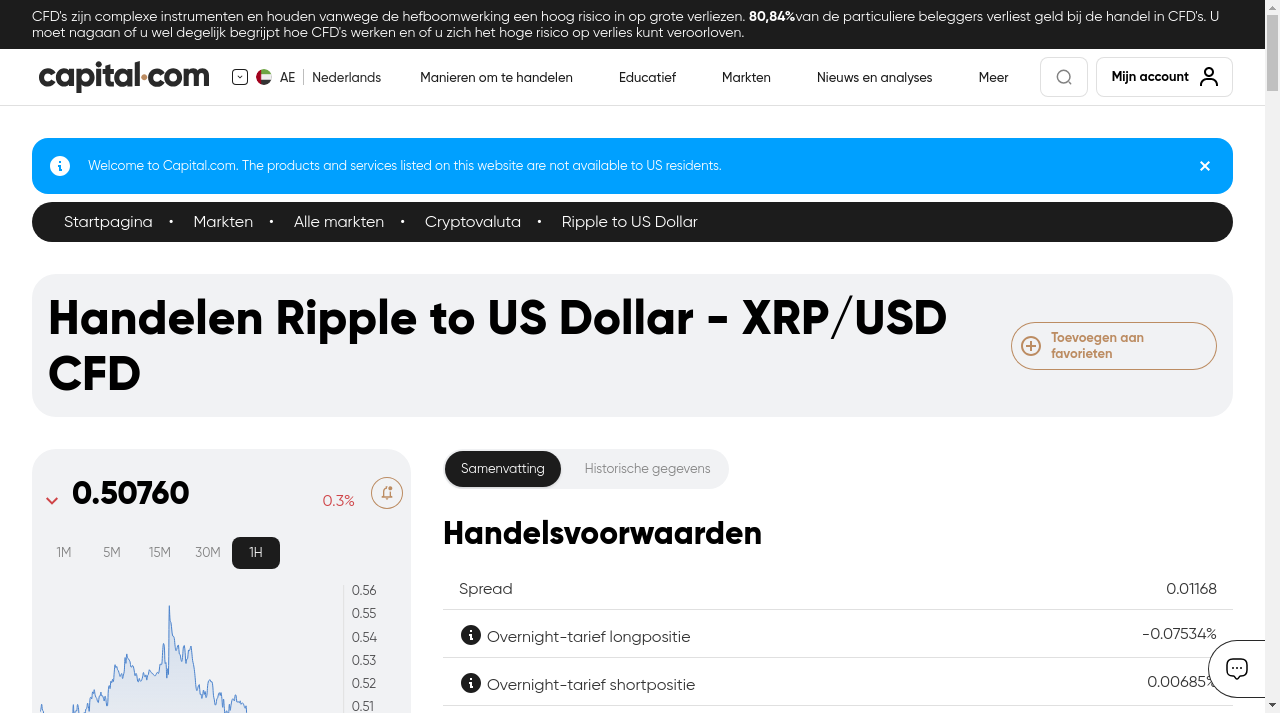 CFD's zijn complexe instrumenten en houden vanwege de hefboomwerking een hoog risico in op grote verliezen. 80,84%van de particuliere beleggers verliest geld bij de handel in CFD's. U
moet nagaan of u wel degelijk begrijpt hoe CFD's werken en of u zich het hoge risico op verlies kunt veroorloven.
capital.com AE Nederlands Manieren om te handelen Educatief Markten Nieuws en analyses Meer Mijn account
Welcome to Capital.com. The products and services listed on this website are not available to US residents.
Startpagina • Markten • Alle markten • Cryptovaluta • Ripple to US Dollar
Handelen Ripple to US Dollar - XRP/USD
CFD
Toevoegen aan
favorieten
0.50760 0.3%
1M 5M 15M 30M 1H
0.56
0.55
0.54
0.53
0.52
0.51
Samenvatting Historische gegevens
Handelsvoorwaarden
Spread 0.01168
Overnight-tarief longpositie -0.07534%
Overnight-tarief shortpositie 0.00685%